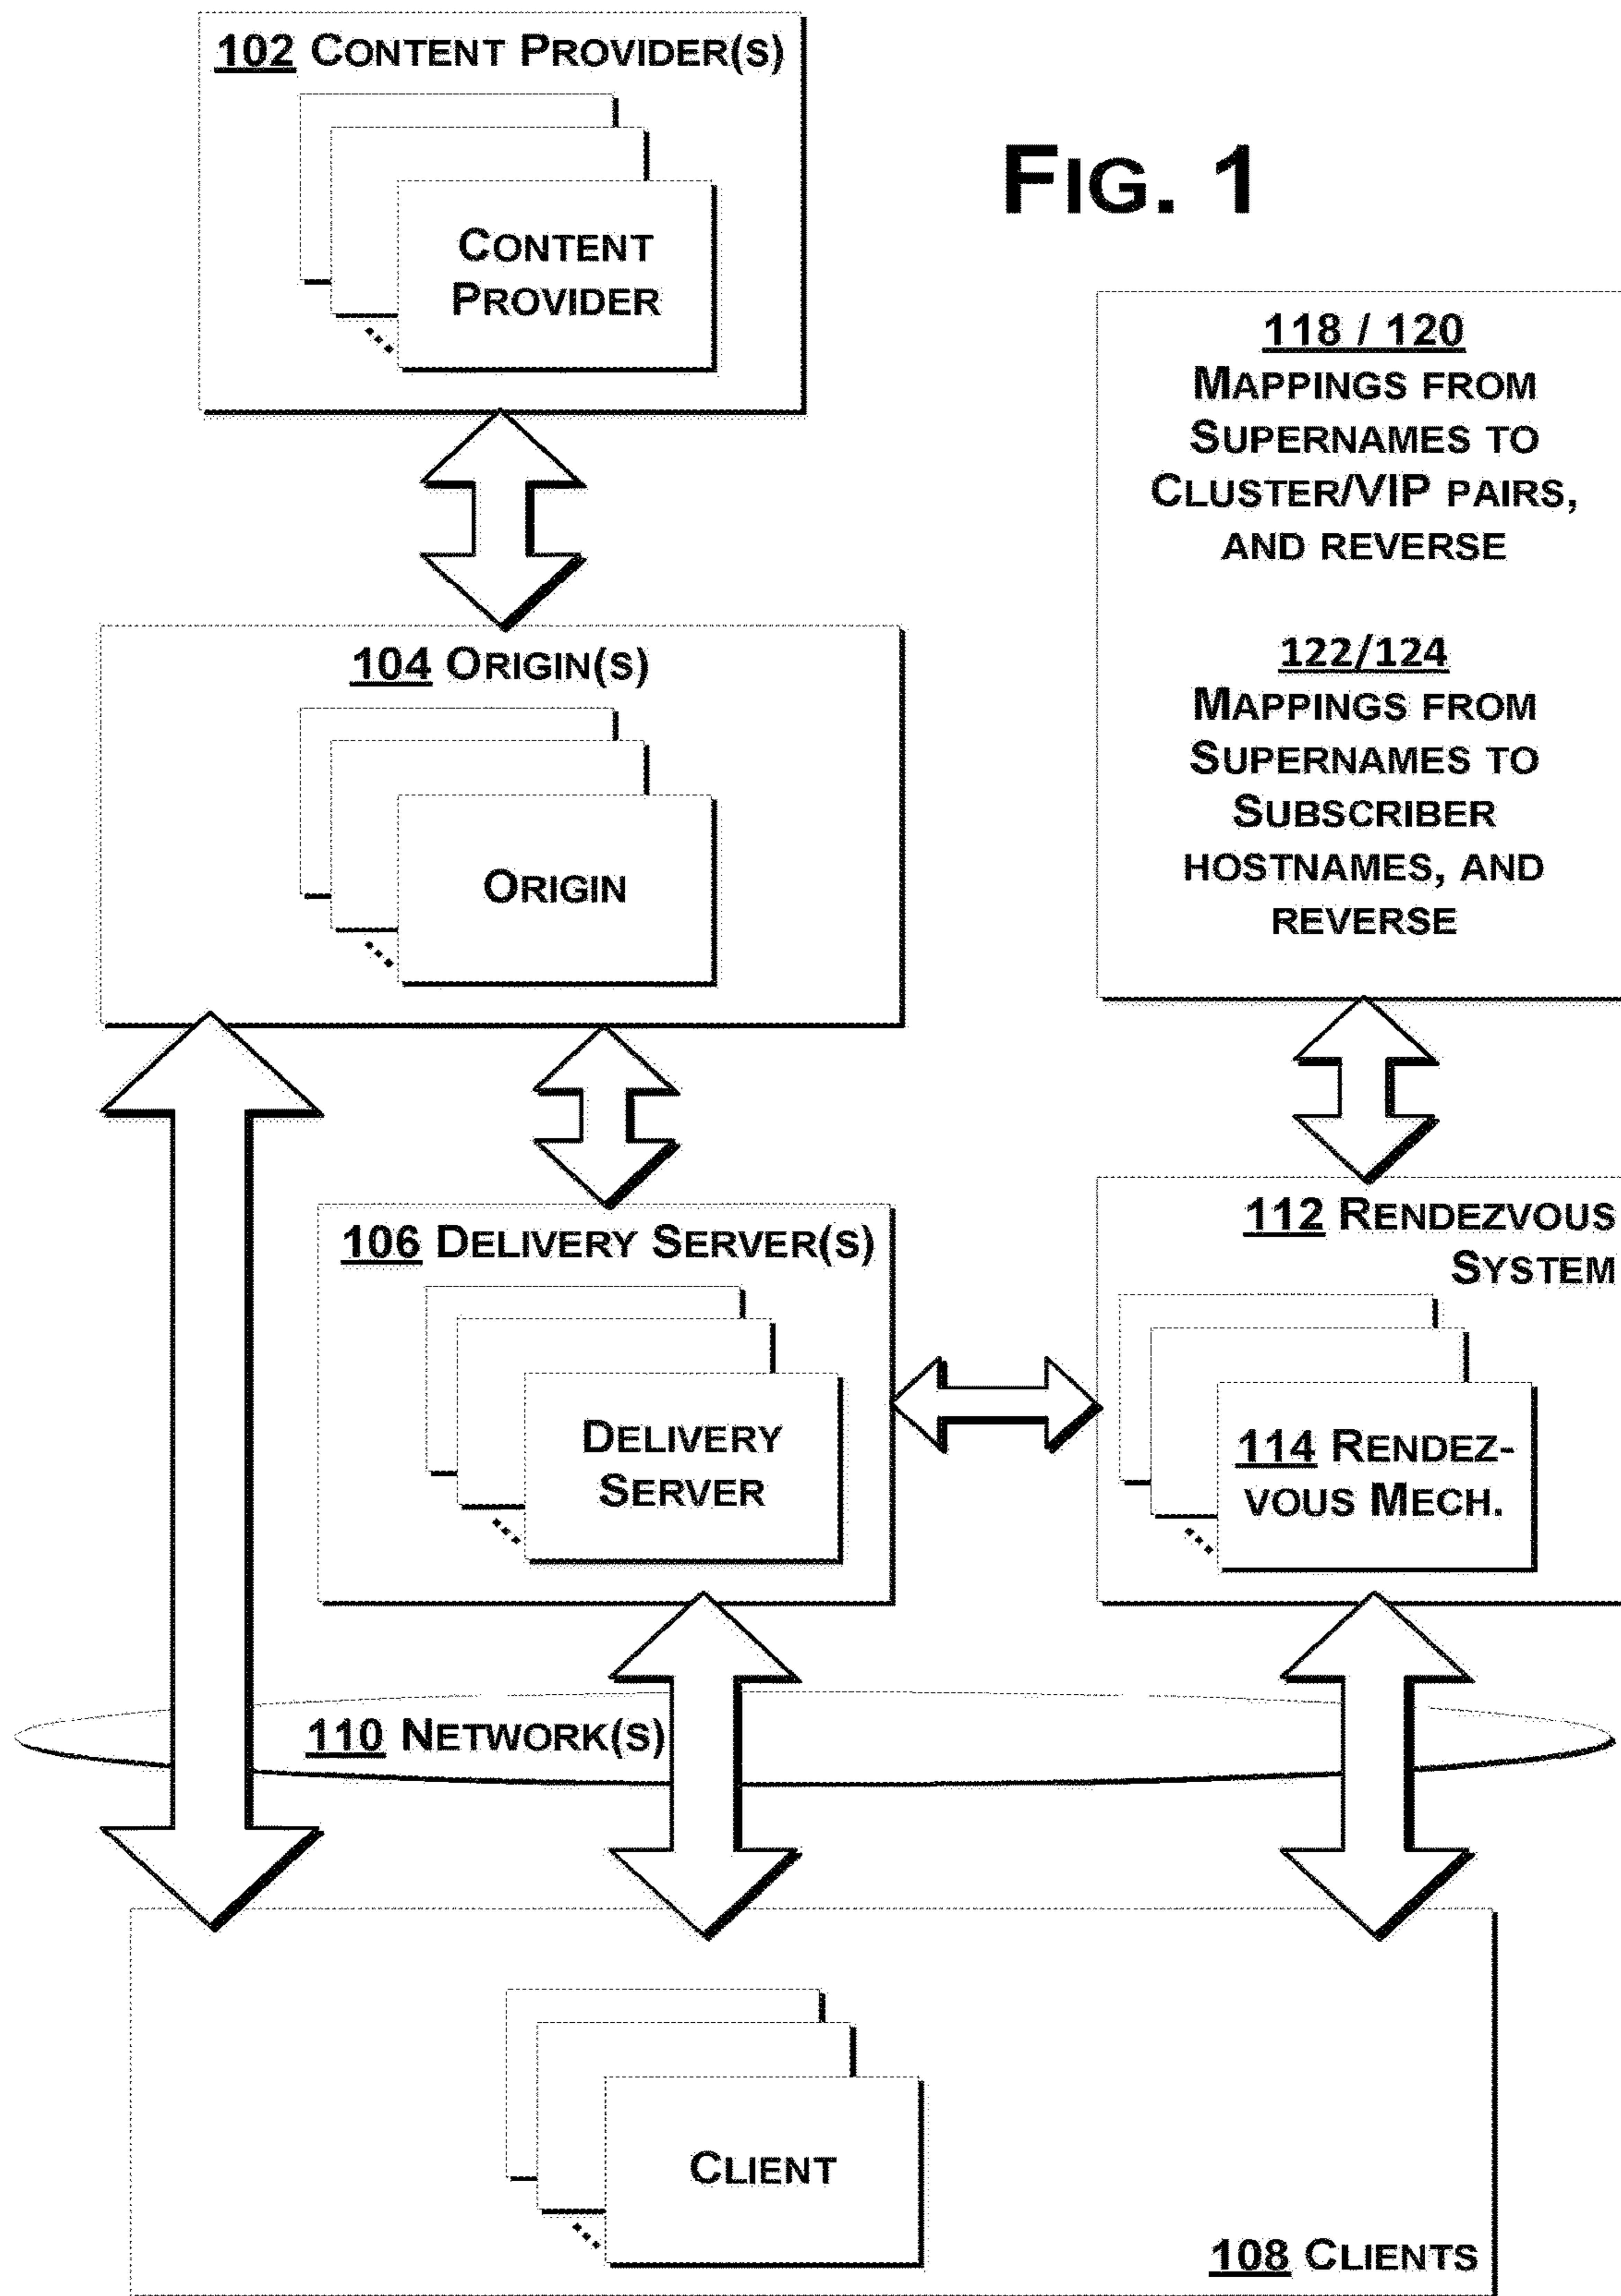 102 CONTENT PROVIDER(S)
CONTENT
PROVIDER
FIG. 1
118 / 120
MAPPINGS FROM
SUPERNAMES TO
CLUSTER/VIP PAIRS,
AND REVERSE
122/124
MAPPINGS FROM
SUPERNAMES TO
SUBSCRIBER
HOSTNAMES, AND
REVERSE
104 ORIGIN(S)
ORIGIN
106 DELIVERY SERVER(S)
DELIVERY
SERVER
112 RENDEZVOUS
SYSTEM
114 RENDEZ-
VOUS MECH.
110 NETWORK(S)
CLIENT
108 CLIENTS